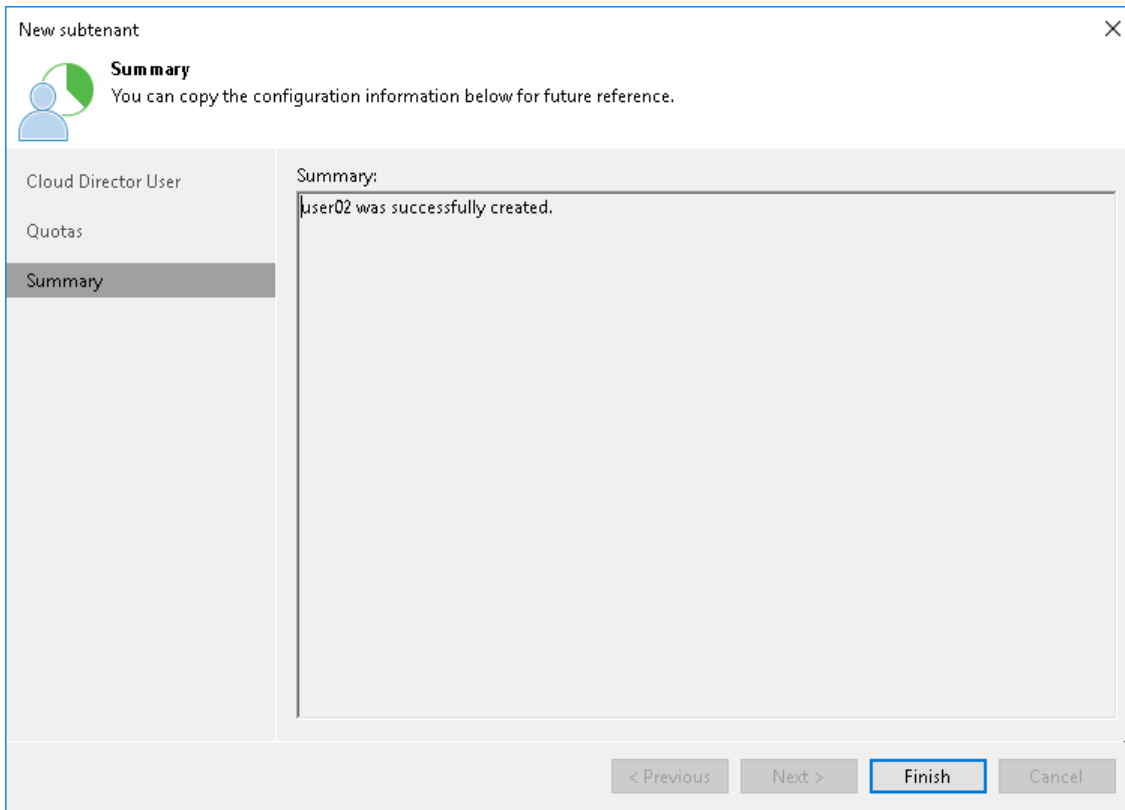 New subtenant
Summary
You can copy the configuration information below for future reference.
Cloud Director User
Quotas
Summary
Summary:
user02 was successfully created.
< Previous
Next >
Finish
Cancel